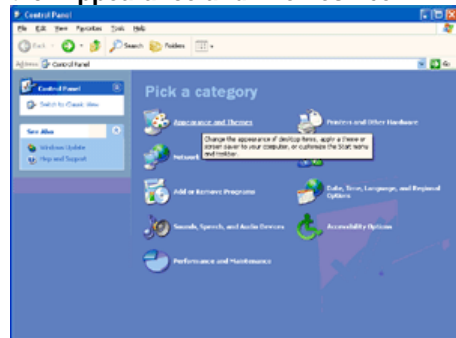 Control Panel
File Edit View Favorites Tools Help
Back Search Folders
Address Control Panel Go
Control Panel
Switch to Classic View
See Also
Windows Update
Help and Support
Pick a category
Appearance and Themes
Printers and Other Hardware
Change the appearance of desktop items, apply a theme or
screen saver to your computer, or customize the Start menu
and taskbar.
Network
Add or Remove Programs
Date, Time, Language, and Regional
Options
Sounds, Speech, and Audio Devices
Accessibility Options
Performance and Maintenance